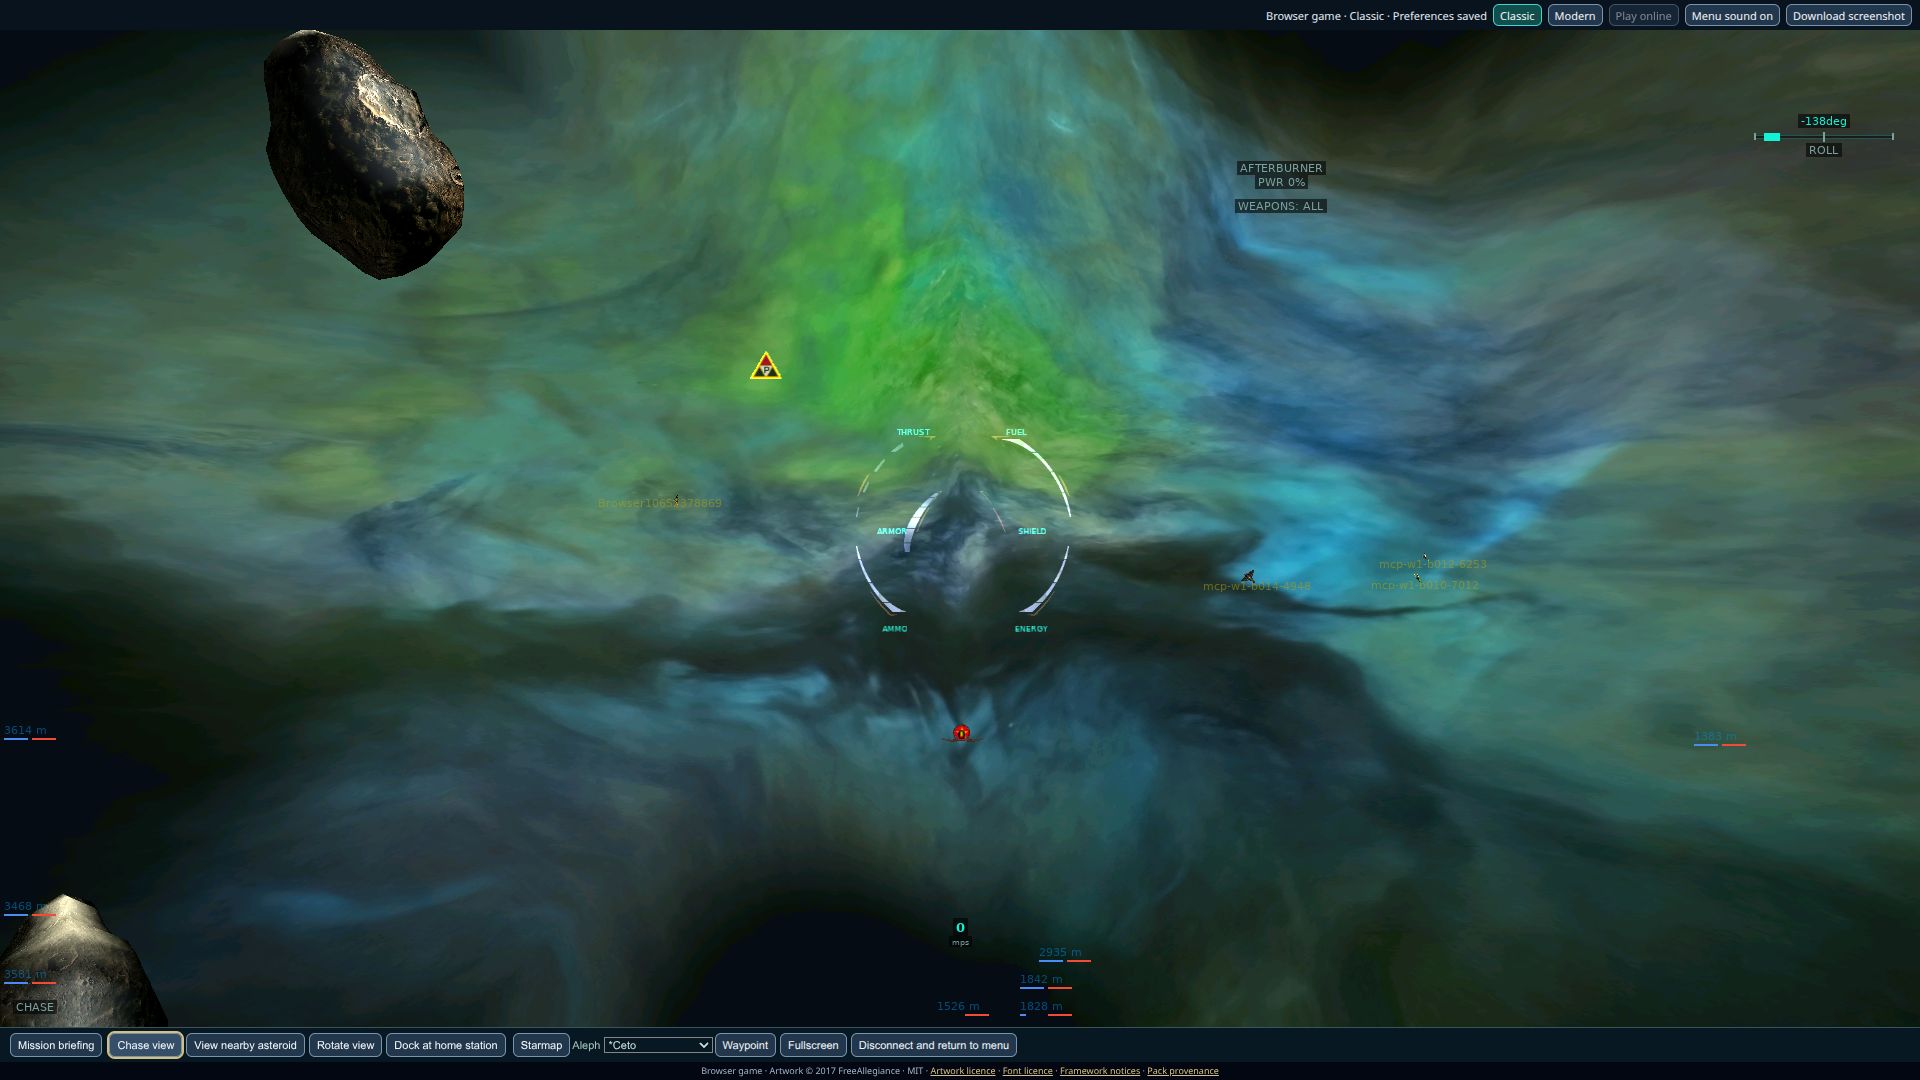 Browser game · Classic · Preferences saved Classic Modern Play online Menu sound on Download screenshot
-138deg
ROLL
AFTERBURNER
PWR 0%
WEAPONS: ALL
P
THRUST FUEL
ARMOR SHIELD
mcp-w1-b012-6253
mcp-w1-b014-4948 mcp-w1-b010-7012
AMMO ENERGY
3614 m 1383 m
3468 m
0
mps
2935 m
3581 m 1842 m
CHASE 1526 m 1828 m
Mission briefing Chase view View nearby asteroid Rotate view Dock at home station Starmap Aleph *Ceto Waypoint Fullscreen Disconnect and return to menu
Browser game · Artwork © 2017 FreeAllegiance · MIT · Artwork licence · Font licence · Framework notices · Pack provenance